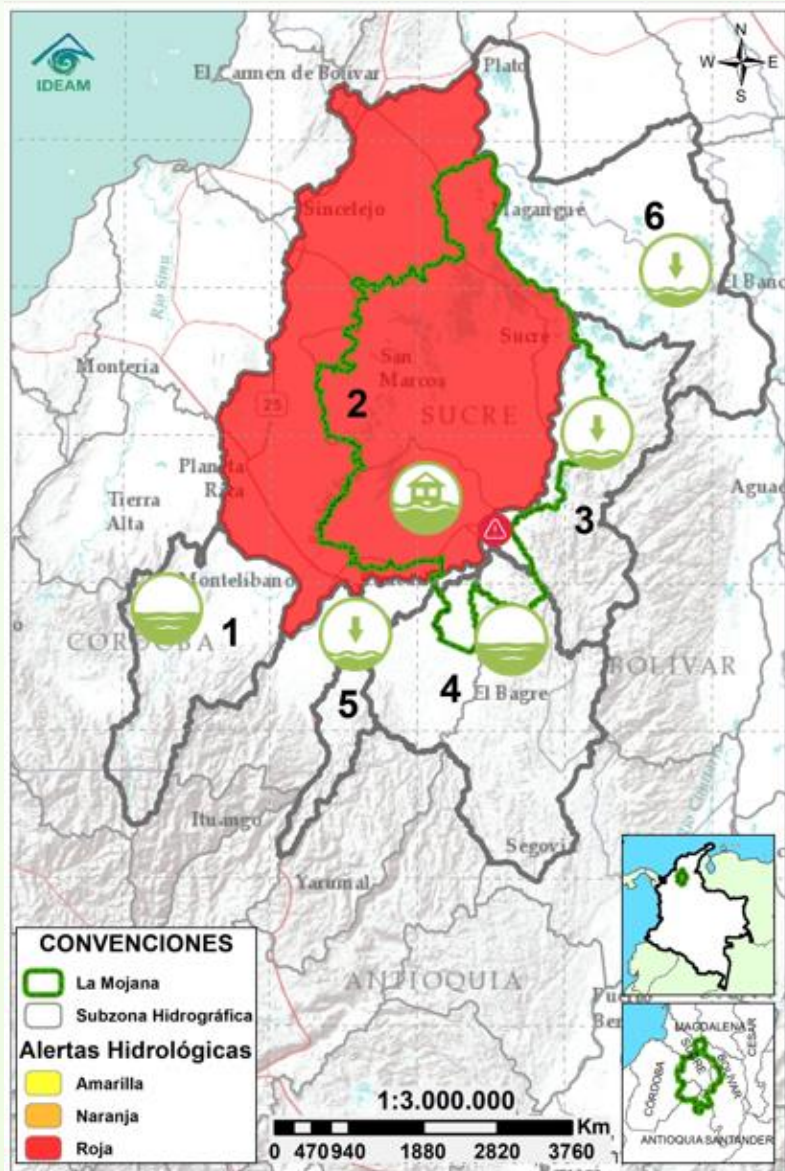 IDEAM
N
W E
S
El Carmen de Bolívar
Plato
Sincelejo
Magangué
6
El Banc
Río Sinú
Montería
Sucre
San
Marcos
2
25
SUCRE
Planeta
Rica
Tierra
Alta
Aguac
3
Montelíbano
CÓRDOBA
1
BOLÍVAR
4
El Bagre
5
Ituango
Segovi
Yarumal
ANTIOQUIA
CONVENCIONES
La Mojana
Subzona Hidrográfica
Alertas Hidrológicas
Amarilla
Naranja
Roja
1:3.000.000
Km
0 470 940 1880 2820 3760
MAGDALENA
CESAR
SUCRE
BOLÍVAR
CÓRDOBA
ANTIOQUIA SANTANDER